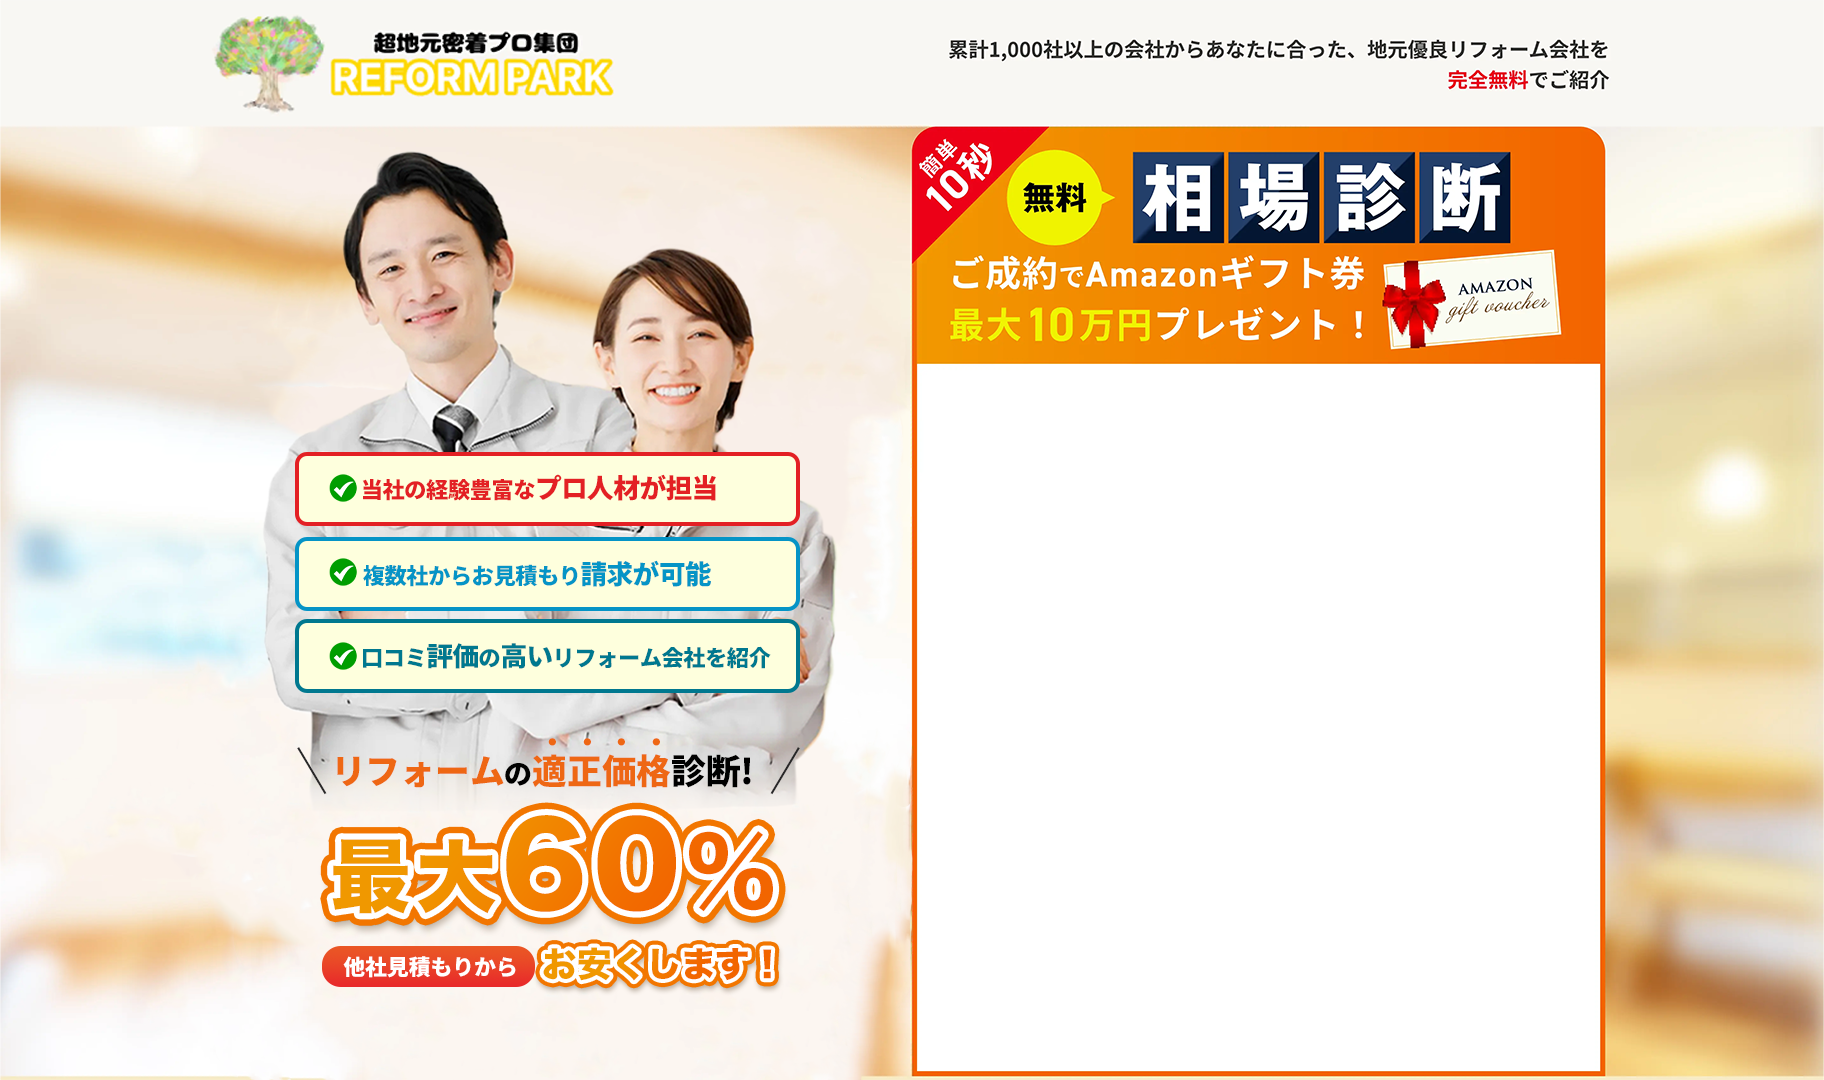 超地元密着プロ集団
REFORM PARK
累計1,000社以上の会社からあなたに合った、地元優良リフォーム会社を
完全無料でご紹介
簡単
10秒
無料
相場診断
ご成約でAmazonギフト券
最大10万円プレゼント！
AMAZON
gift voucher
当社の経験豊富なプロ人材が担当
複数社からお見積もり請求が可能
口コミ評価の高いリフォーム会社を紹介
リフォームの適正価格診断!
最大60%
他社見積もりから お安くします！